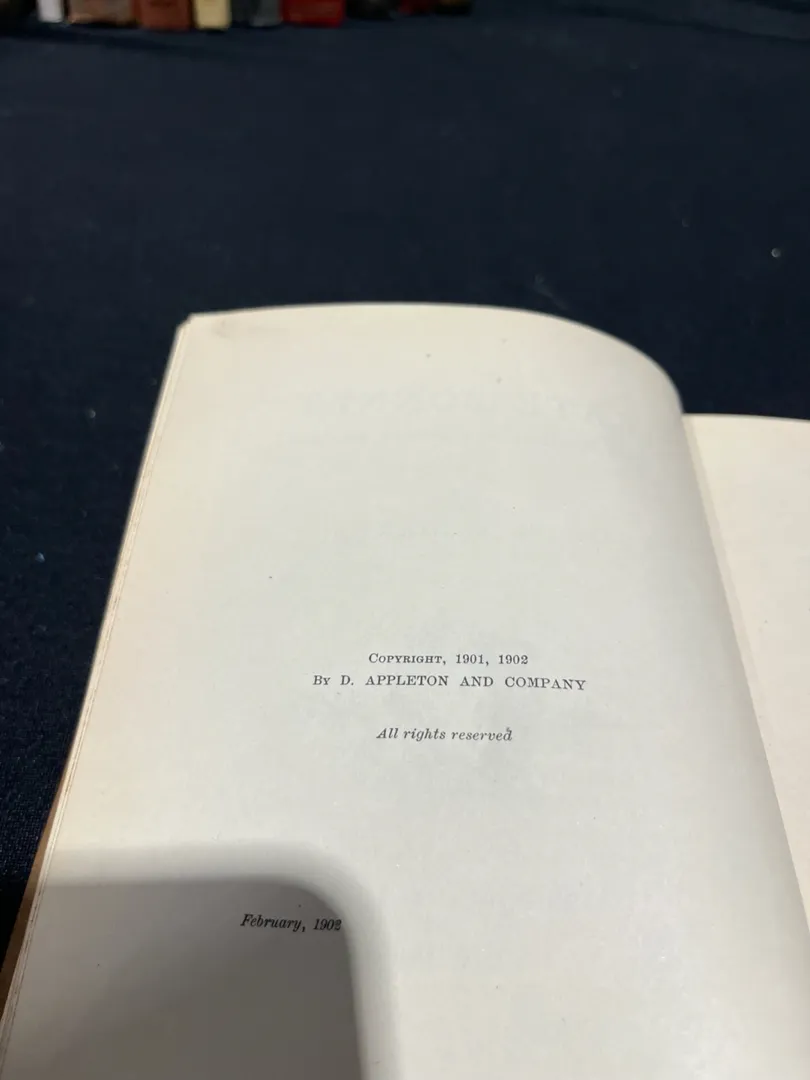 COPYRIGHT, 1901, 1902
BY D. APPLETON AND COMPANY
All rights reserved
February, 1902